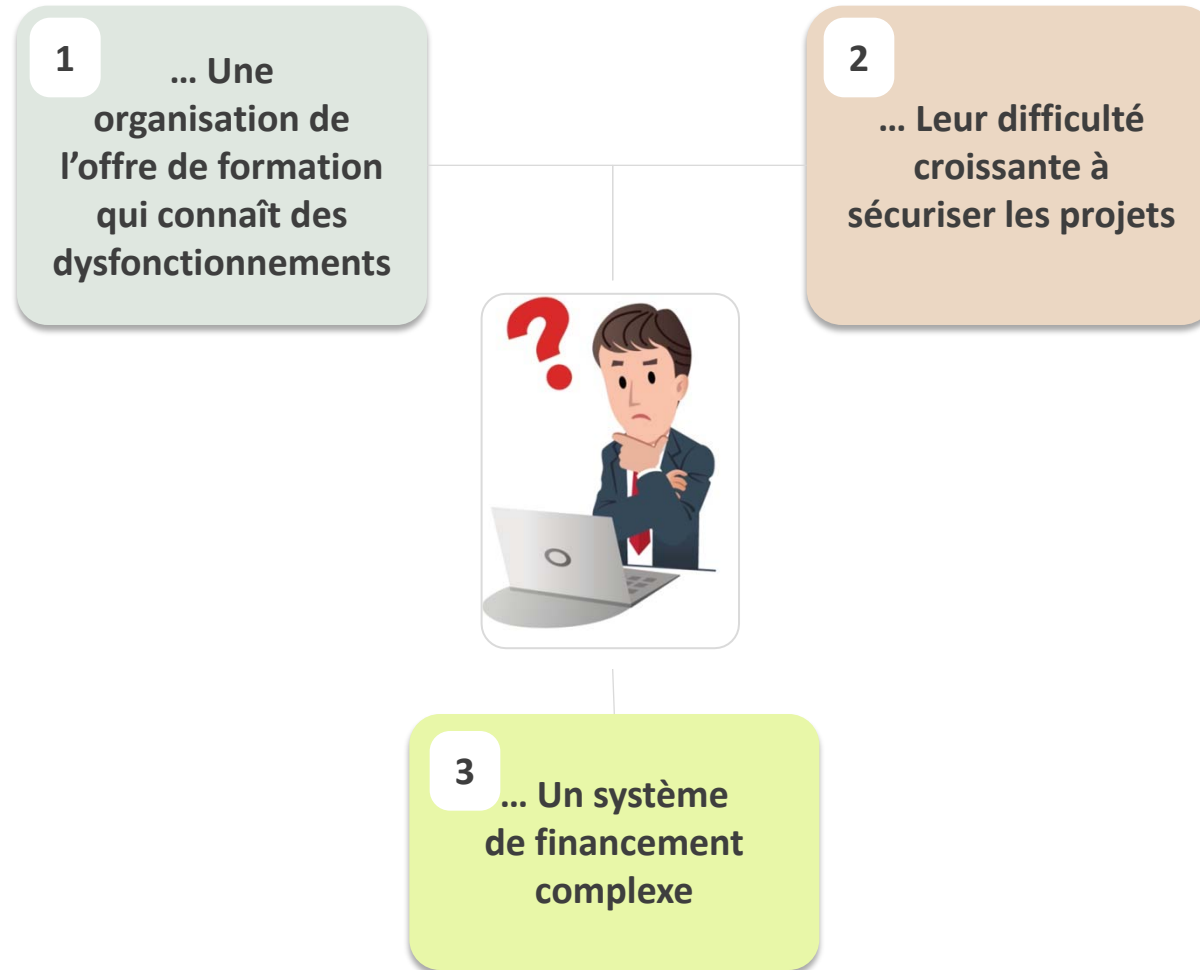 1
… Une
organisation de
l’offre de formation
qui connaît des
dysfonctionnements
2
… Leur difficulté
croissante à
sécuriser les projets
?
3
… Un système
de financement
complexe